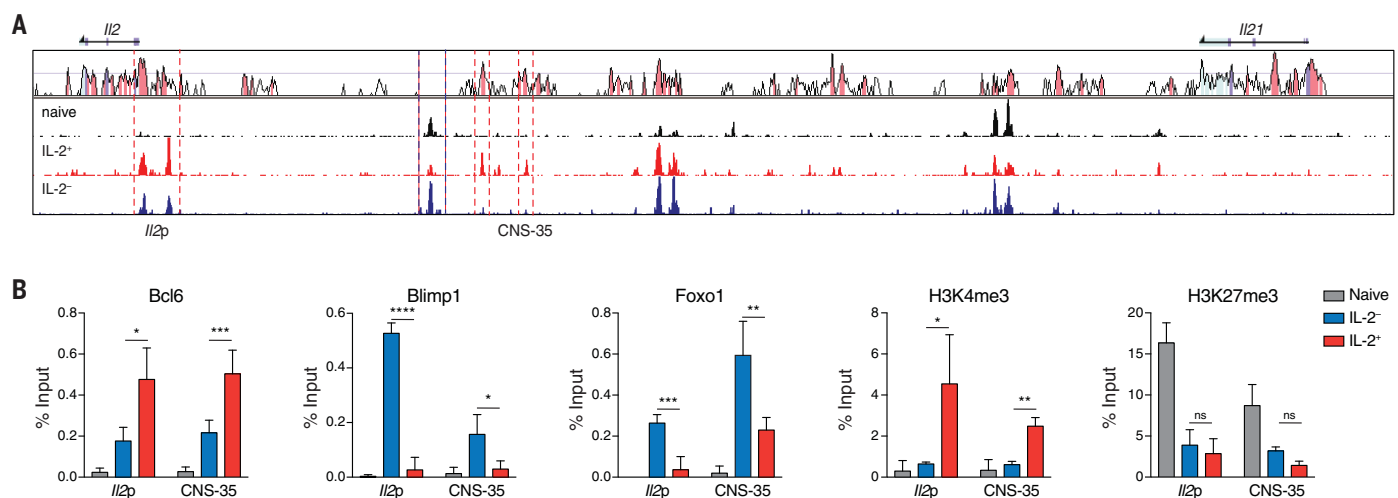 A
Il2
Il21
naive
IL-2⁺
IL-2⁻
Il2p
CNS-35
B
Bcl6
Blimp1
Foxo1
H3K4me3
H3K27me3
Naive
IL-2⁻
IL-2⁺
% Input
0.8
0.6
0.4
0.2
0.0
*
***
Il2p
CNS-35
% Input
0.6
0.4
0.2
0.0
****
*
Il2p
CNS-35
% Input
0.8
0.6
0.4
0.2
0.0
***
**
Il2p
CNS-35
% Input
8
6
4
2
0
*
**
Il2p
CNS-35
% Input
20
15
10
5
0
ns
ns
Il2p
CNS-35